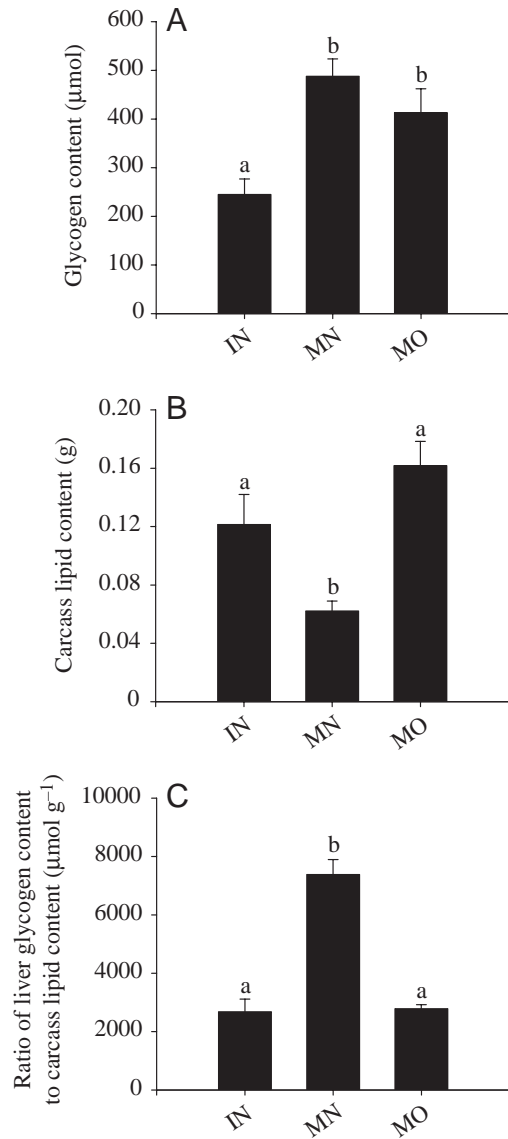 A
Glycogen content (μmol)
600
500
400
300
200
100
0
a
b
b
IN
MN
MO
B
Carcass lipid content (g)
0.20
0.16
0.12
0.08
0.04
0
a
b
a
IN
MN
MO
C
Ratio of liver glycogen content
to carcass lipid content (μmol g⁻¹)
10000
8000
6000
4000
2000
0
a
b
a
IN
MN
MO